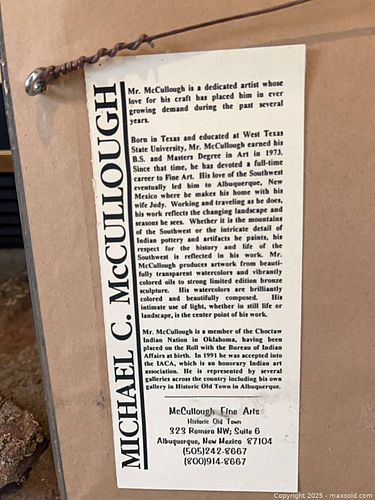 MICHAEL C. McCULLOUGH
Mr. McCullough is a dedicated artist whose
love for his craft has placed him in ever
growing demand during the past several
years.
Born in Texas and educated at West Texas
State University, Mr. McCullough earned his
B.S. and Masters Degree in Art in 1973.
Since that time, he has devoted a full-time
career to Fine Art. His love of the Southwest
eventually led him to Albuquerque, New
Mexico where he makes his home with his
wife Judy. Working and traveling as he does,
his work reflects the changing landscape and
seasons he sees. Whether it is the mountains
of the Southwest or the intricate detail of
Indian pottery and artifacts he paints, his
respect for the history and life of the
Southwest is reflected in his work. Mr.
McCullough produces artwork from beauti-
fully transparent watercolors and vibrantly
colored oils to strong limited edition bronze
sculpture. His watercolors are brilliantly
colored and beautifully composed. His
intimate use of light, whether in still life or
landscape, is the center point of his work.
Mr. McCullough is a member of the Choctaw
Indian Nation in Oklahoma, having been
placed on the Roll with the Bureau of Indian
Affairs at birth. In 1991 he was accepted into
the IACA, which is an honorary Indian art
association. He is represented by several
galleries across the country including his own
gallery in Historic Old Town in Albuquerque.
McCullough Fine Arts
Historic Old Town
323 Romero NW; Suite 6
Albuquerque, New Mexico 87104
(505)242-8667
(800)914-8667
Copyright 2025 - maxsold.com